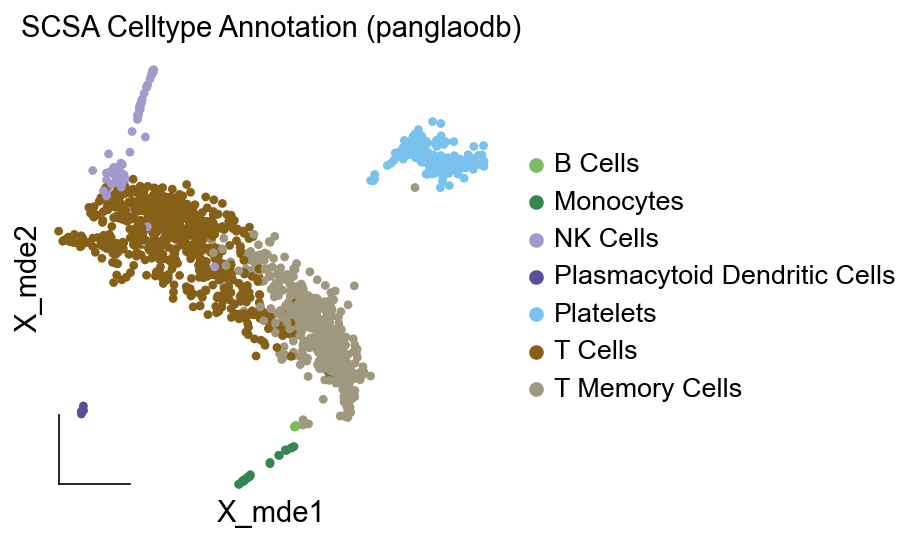 SCSA Celltype Annotation (panglaodb)
B Cells
Monocytes
NK Cells
Plasmacytoid Dendritic Cells
Platelets
T Cells
T Memory Cells
X_mde2
X_mde1